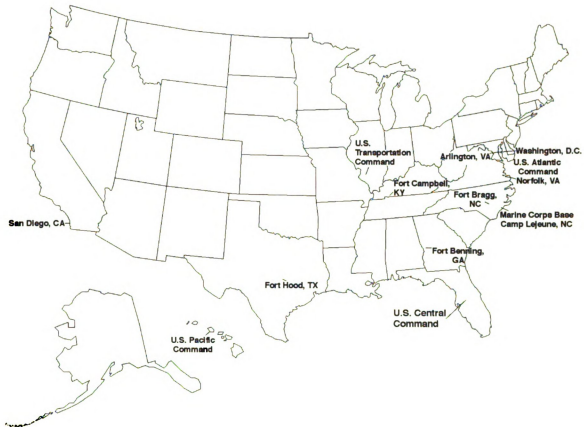 U.S.
Transportation
Command
Arlington, VA
Washington, D.C.
U.S. Atlantic
Command
Norfolk, VA
Fort Campbell,
KY
Fort Bragg,
NC
Marine Corps Base
Camp Lejeune, NC
San Diego, CA
Fort Benning,
GA
Fort Hood, TX
U.S. Central
Command
U.S. Pacific
Command